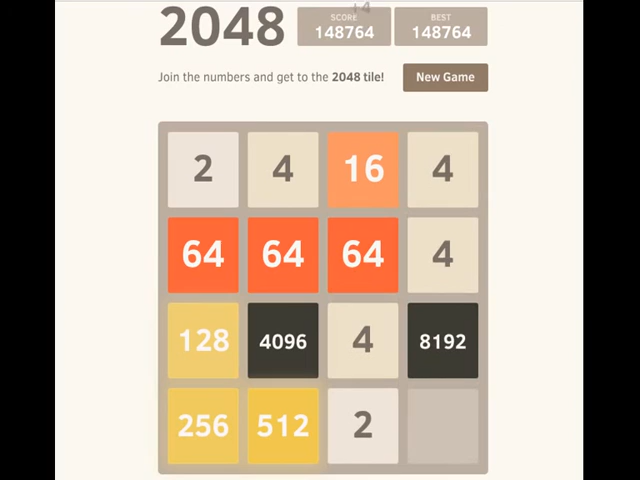 +4
2048
SCORE
148764
BEST
148764
Join the numbers and get to the 2048 tile!
New Game
2 4 16 4
64 64 64 4
128 4096 4 8192
256 512 2